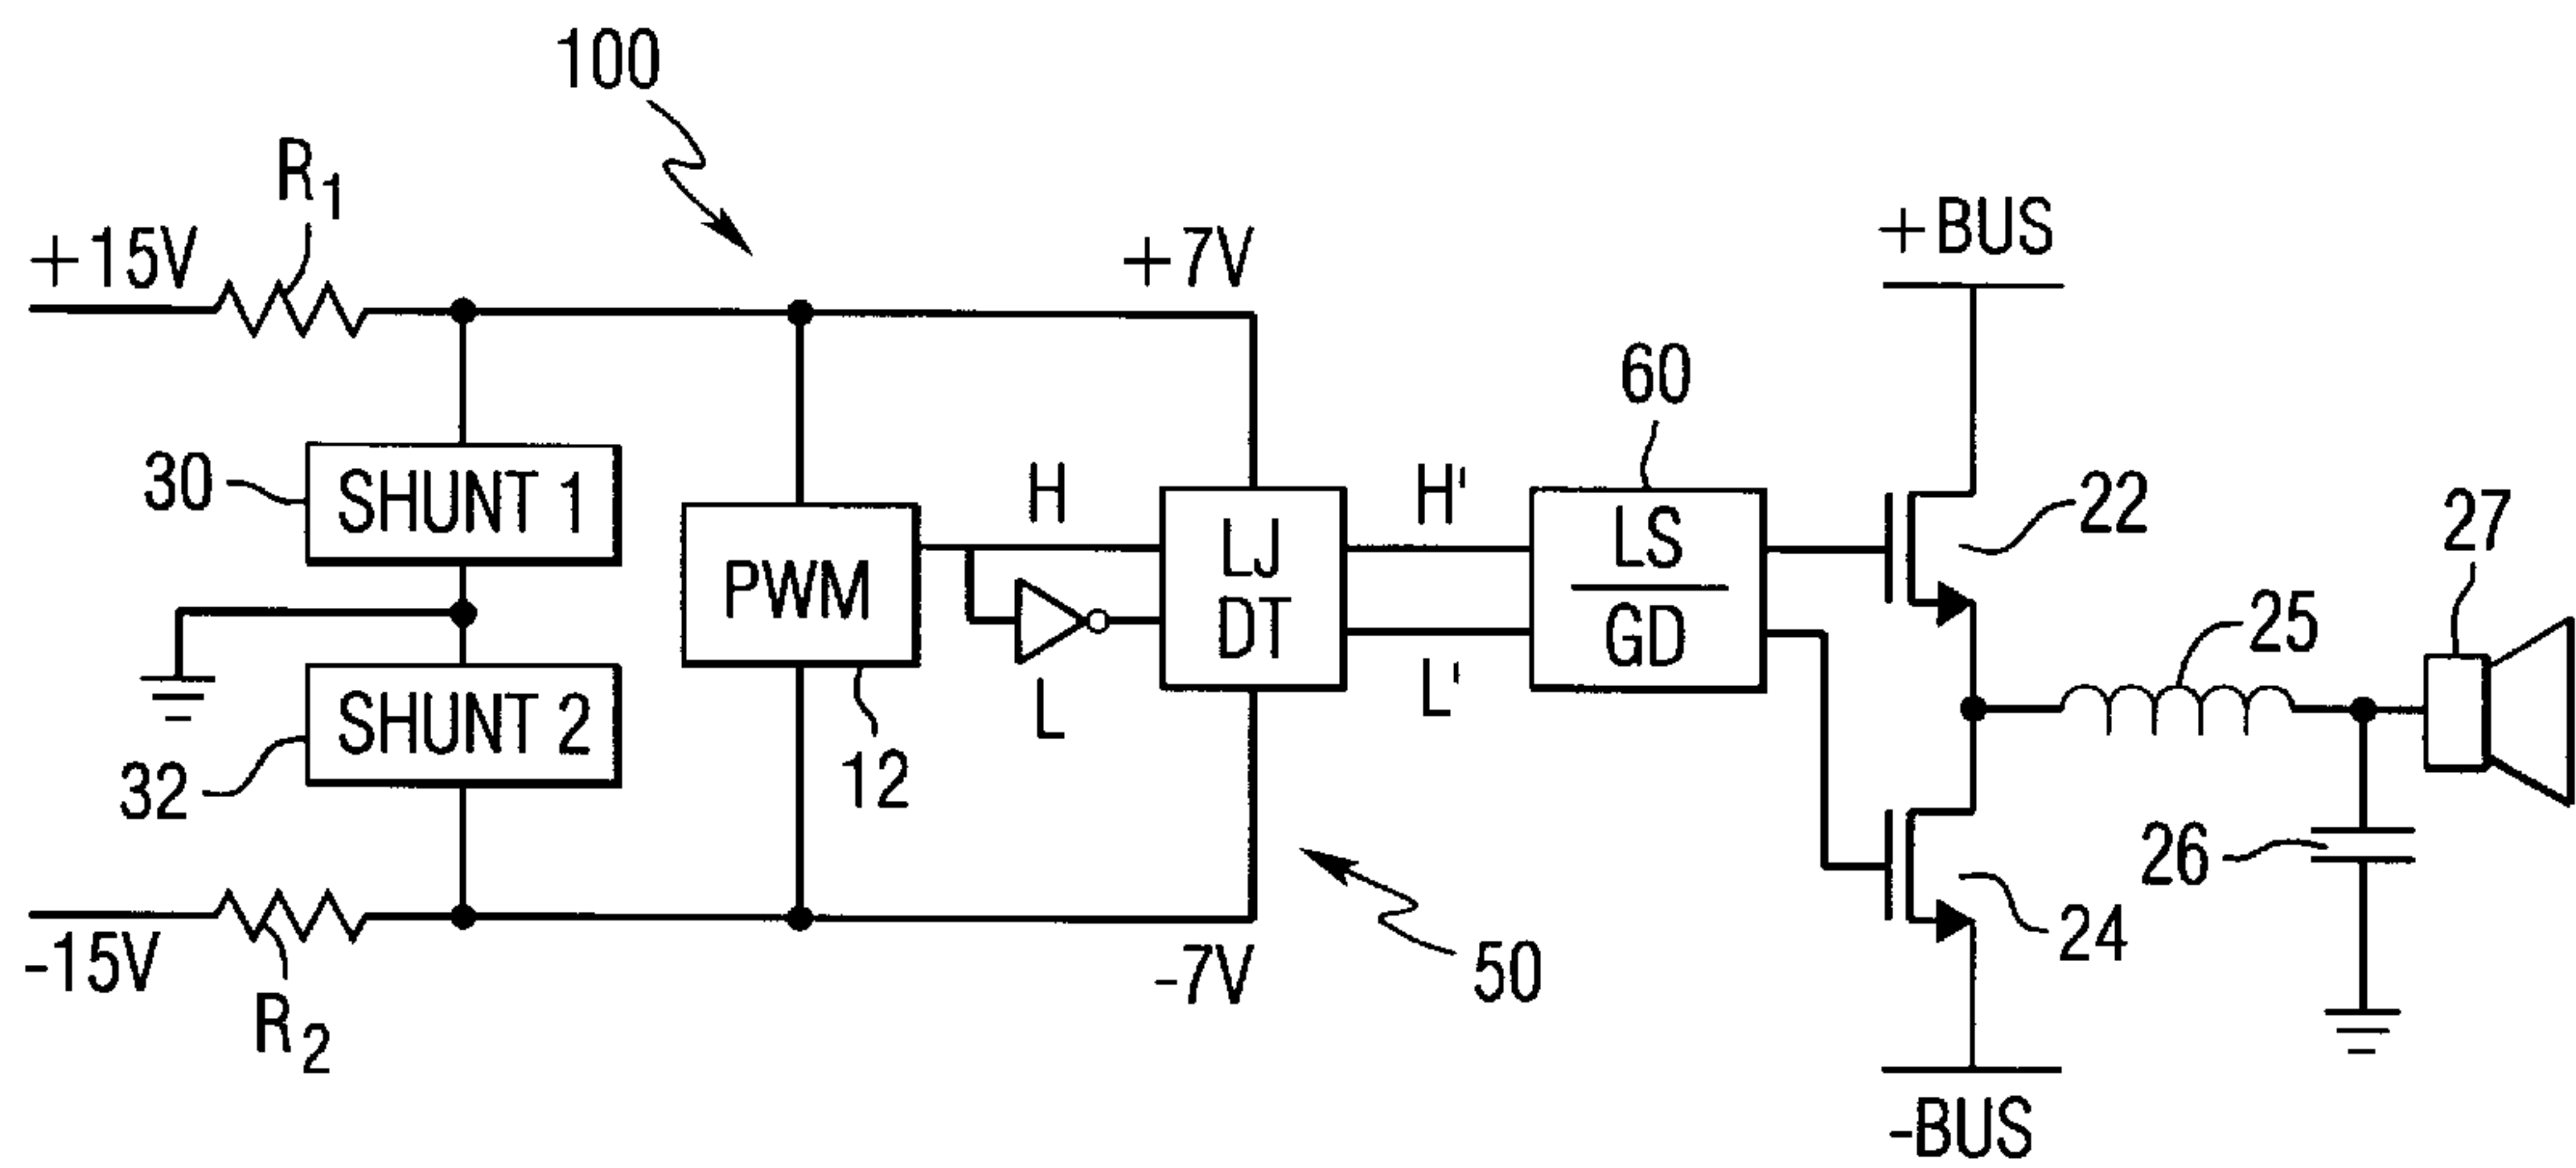 100
R1
+15V
+7V
+BUS
60
30
SHUNT 1
H
H'
LS
22
27
PWM
LJ
DT
GD
25
SHUNT 2
L
L'
32
12
26
24
-15V
-7V
50
R2
-BUS